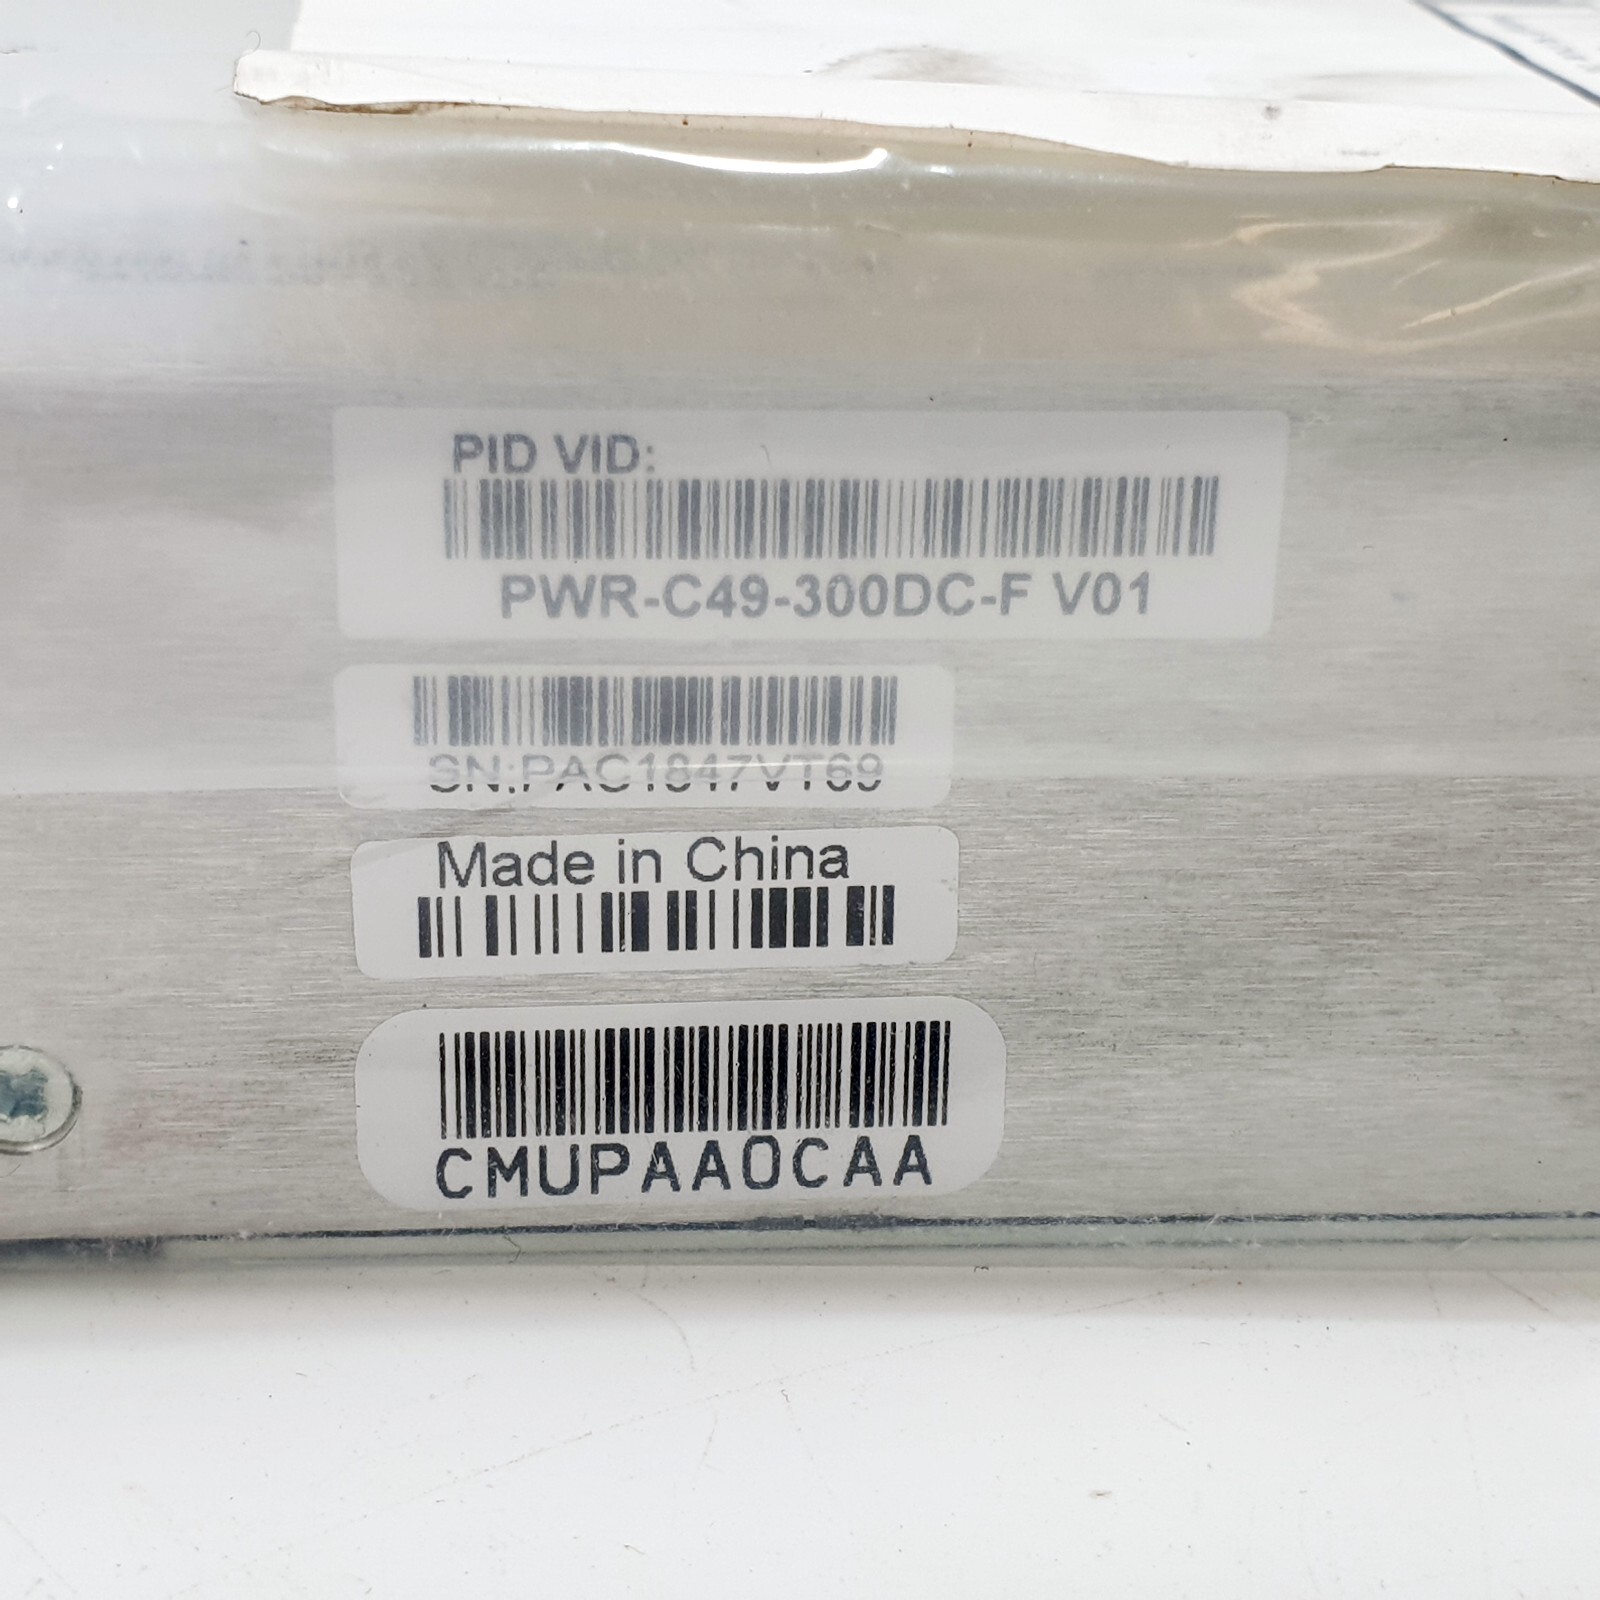 PID VID:
PWR-C49-300DC-F V01
SN:PAC1847VT69
Made in China
CMUPAA0CAA